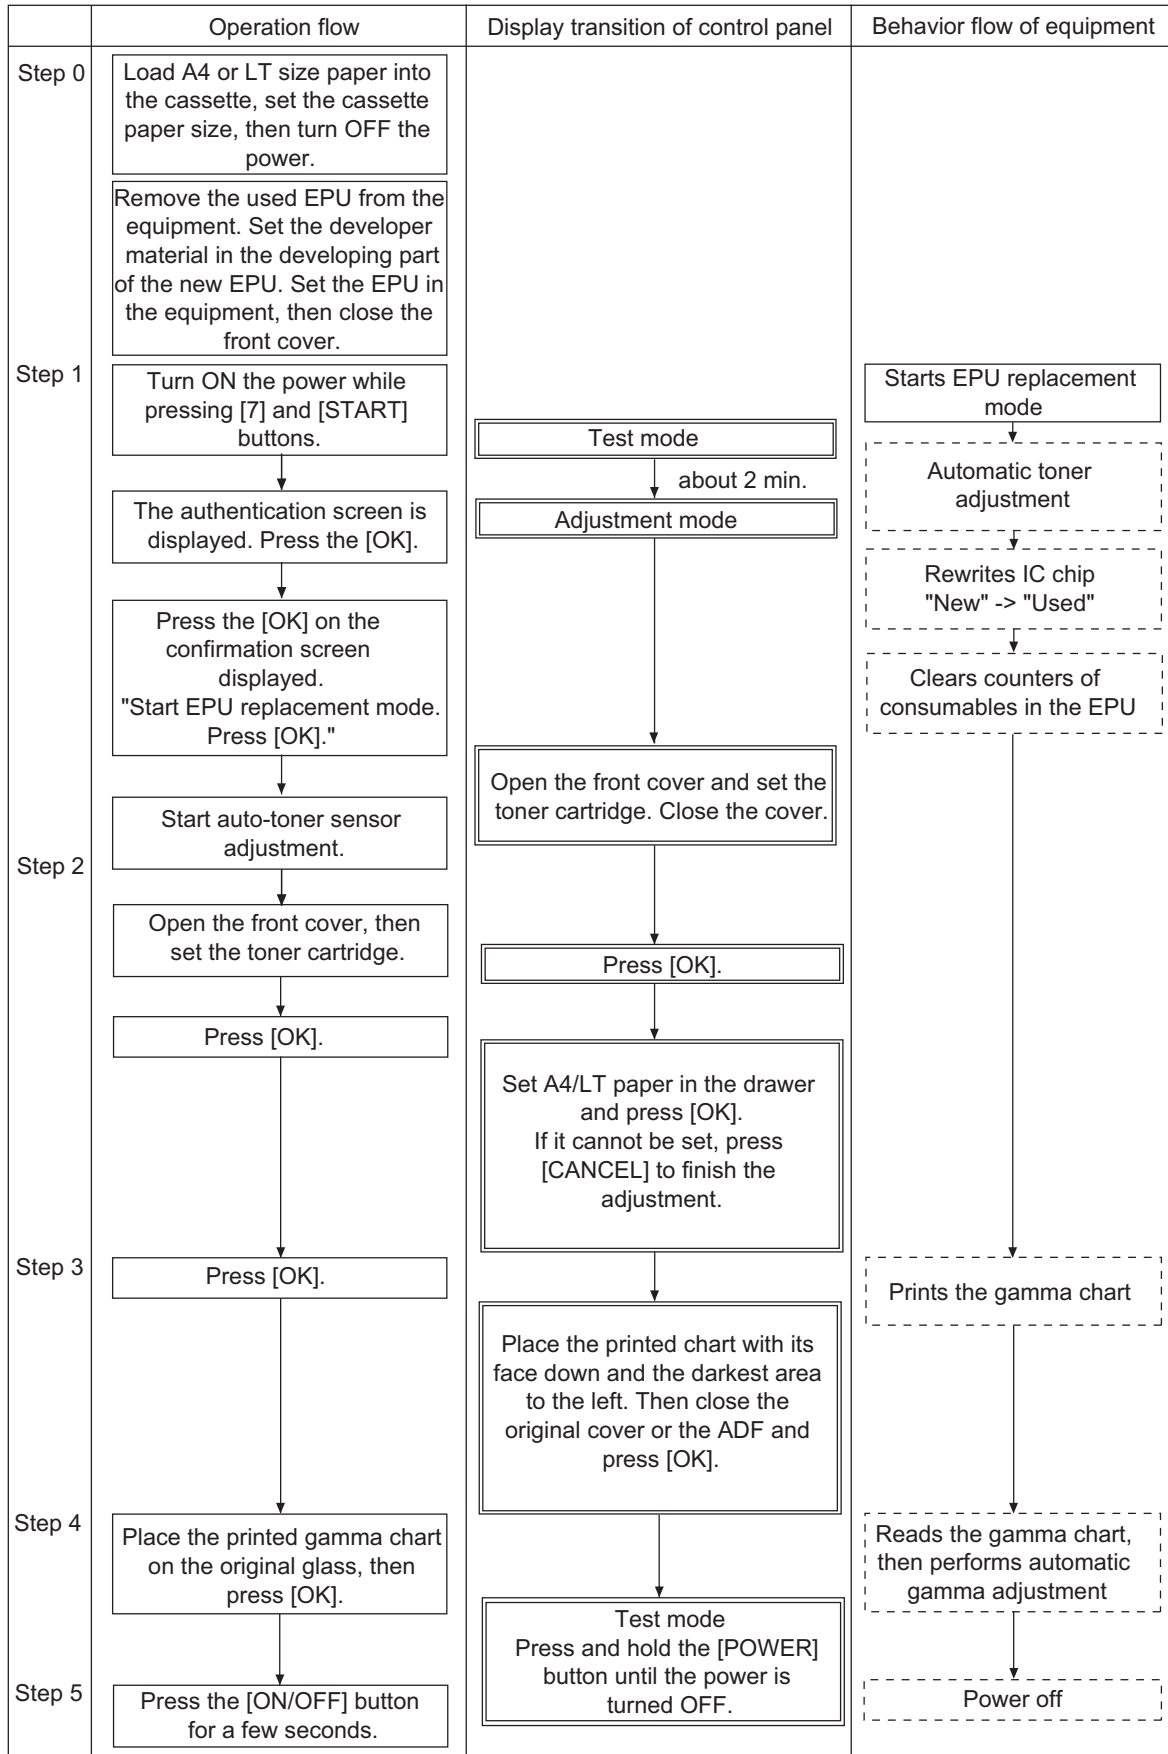 Operation flow
Display transition of control panel
Behavior flow of equipment
Step 0
Load A4 or LT size paper into
the cassette, set the cassette
paper size, then turn OFF the
power.
Remove the used EPU from the
equipment. Set the developer
material in the developing part
of the new EPU. Set the EPU in
the equipment, then close the
front cover.
Step 1
Turn ON the power while
pressing [7] and [START]
buttons.
The authentication screen is
displayed. Press the [OK].
Press the [OK] on the
confirmation screen
displayed.
"Start EPU replacement mode.
Press [OK]."
Start auto-toner sensor
adjustment.
Test mode
about 2 min.
Adjustment mode
Open the front cover and set the
toner cartridge. Close the cover.
Starts EPU replacement
mode
Automatic toner
adjustment
Rewrites IC chip
"New" -> "Used"
Clears counters of
consumables in the EPU
Step 2
Open the front cover, then
set the toner cartridge.
Press [OK].
Press [OK].
Set A4/LT paper in the drawer
and press [OK].
If it cannot be set, press
[CANCEL] to finish the
adjustment.
Step 3
Press [OK].
Place the printed chart with its
face down and the darkest area
to the left. Then close the
original cover or the ADF and
press [OK].
Prints the gamma chart
Step 4
Place the printed gamma chart
on the original glass, then
press [OK].
Test mode
Press and hold the [POWER]
button until the power is
turned OFF.
Reads the gamma chart,
then performs automatic
gamma adjustment
Step 5
Press the [ON/OFF] button
for a few seconds.
Power off